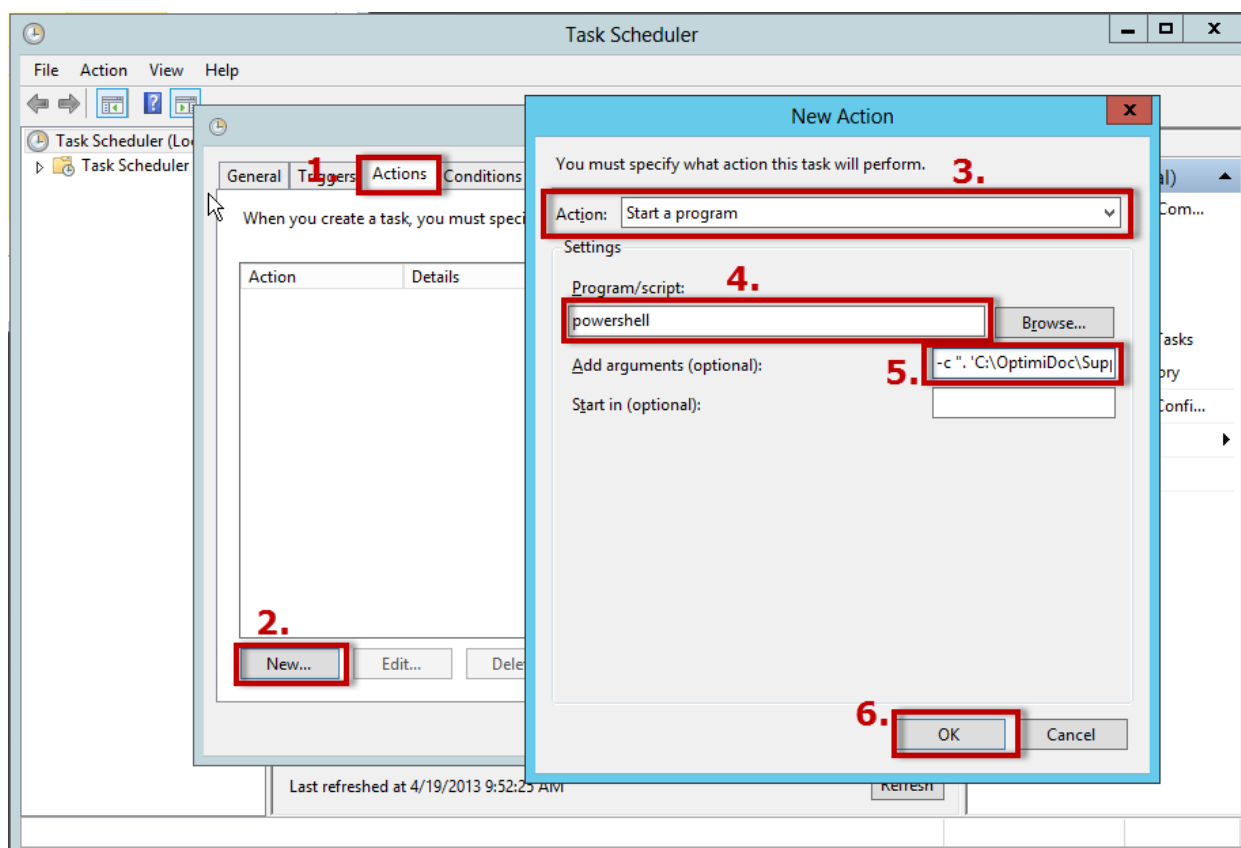 Task Scheduler
File Action View Help
Task Scheduler (Lo
Task Scheduler
1.
General Triggers Actions Conditions
When you create a task, you must speci
Action Details
2.
New... Edit... Dele
New Action
You must specify what action this task will perform.
3.
Action: Start a program
Settings
4.
Program/script:
powershell Browse...
5.
Add arguments (optional): -c ". 'C:\OptimiDoc\Supp
Start in (optional):
6.
OK Cancel
al)
Com...
Tasks
ory
Confi...
Last refreshed at 4/19/2013 9:52:25 AM Refresh